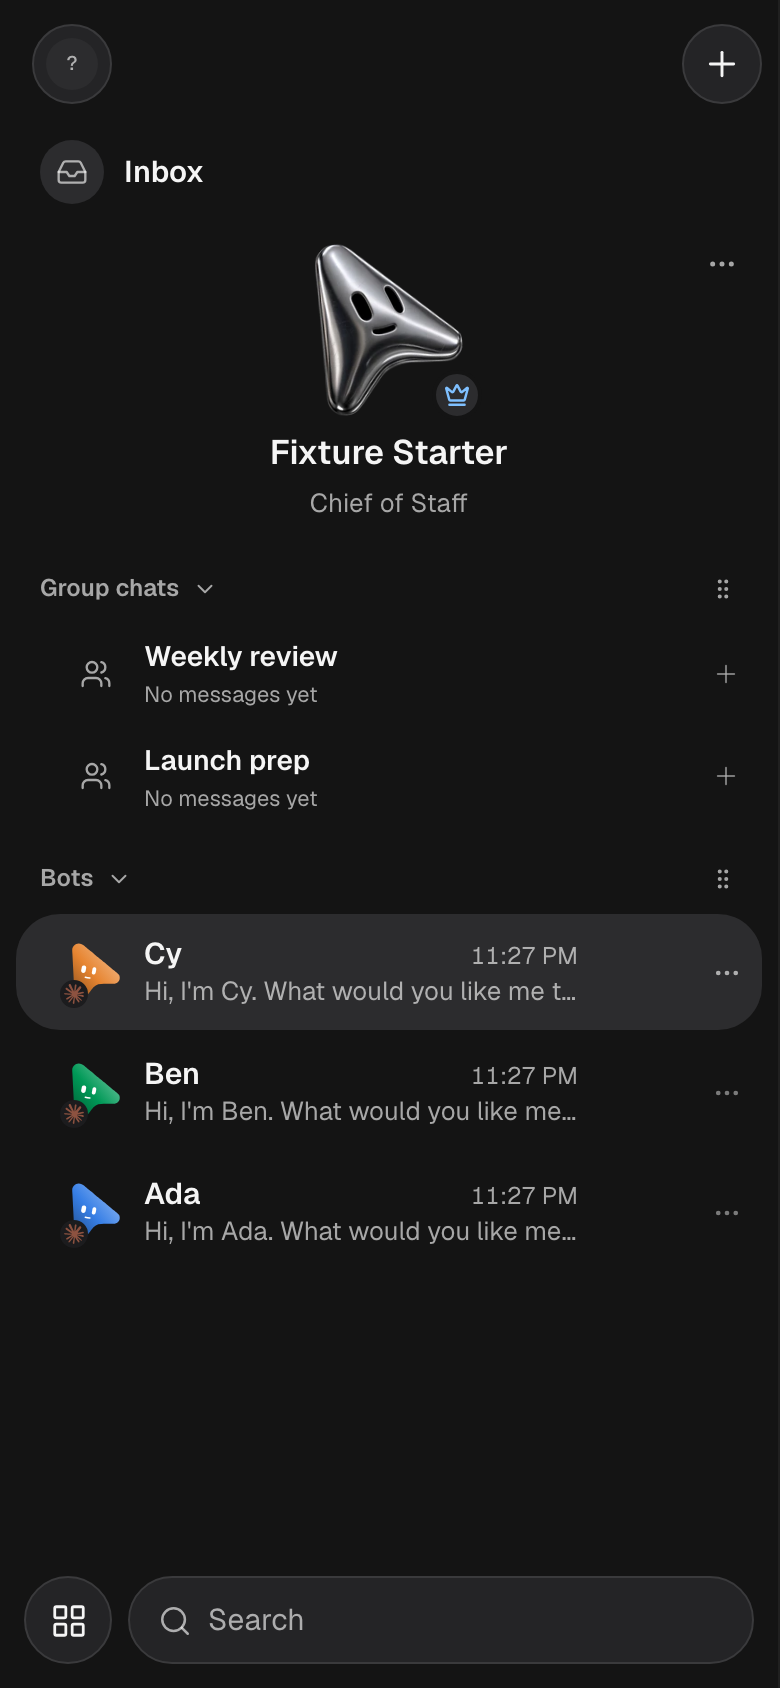 ?
Inbox
Fixture Starter
Chief of Staff
Group chats
Weekly review
No messages yet
Launch prep
No messages yet
Bots
Cy 11:27 PM
Hi, I'm Cy. What would you like me t...
Ben 11:27 PM
Hi, I'm Ben. What would you like me...
Ada 11:27 PM
Hi, I'm Ada. What would you like me...
Search